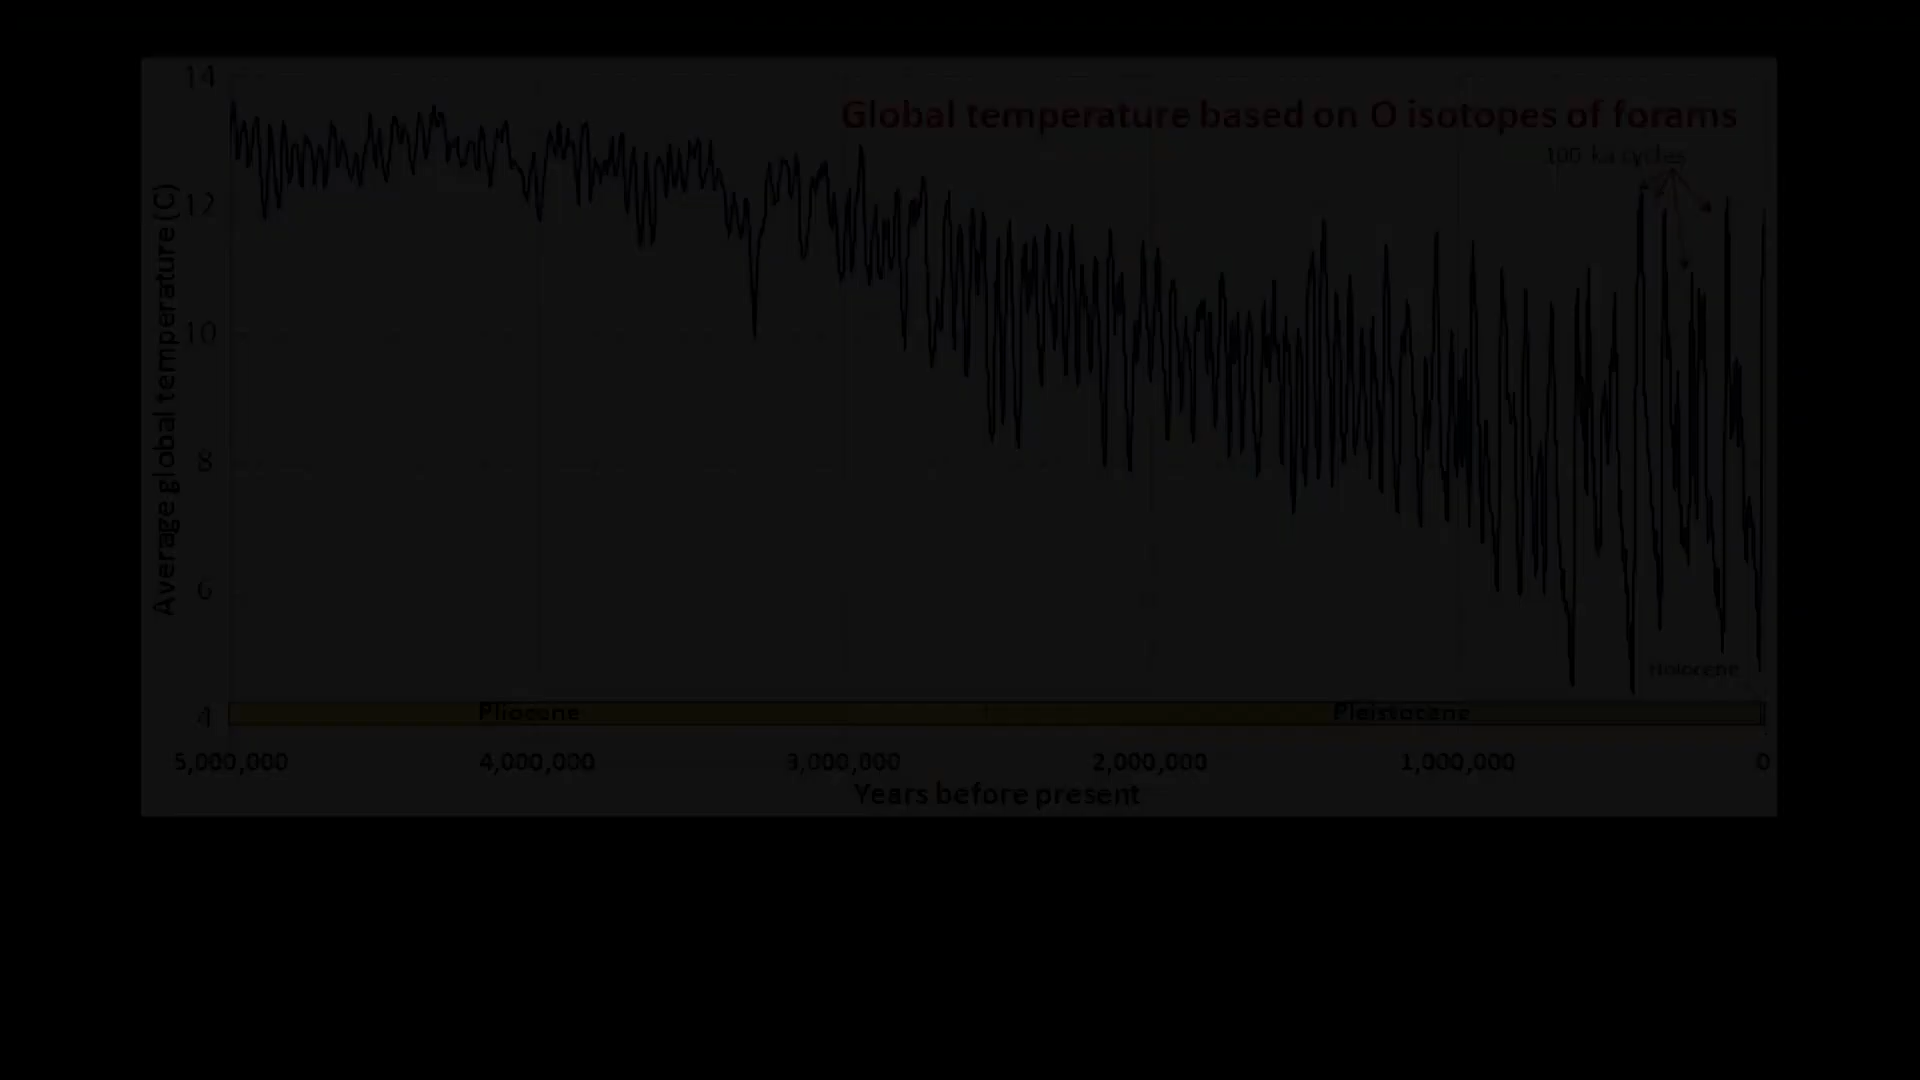 14
Global temperature based on O isotopes of forams
100 ka cycles
12
10
8
6
4
Average global temperature (C)
Holocene
Pliocene
Pleistocene
5,000,000
4,000,000
3,000,000
2,000,000
1,000,000
0
Years before present